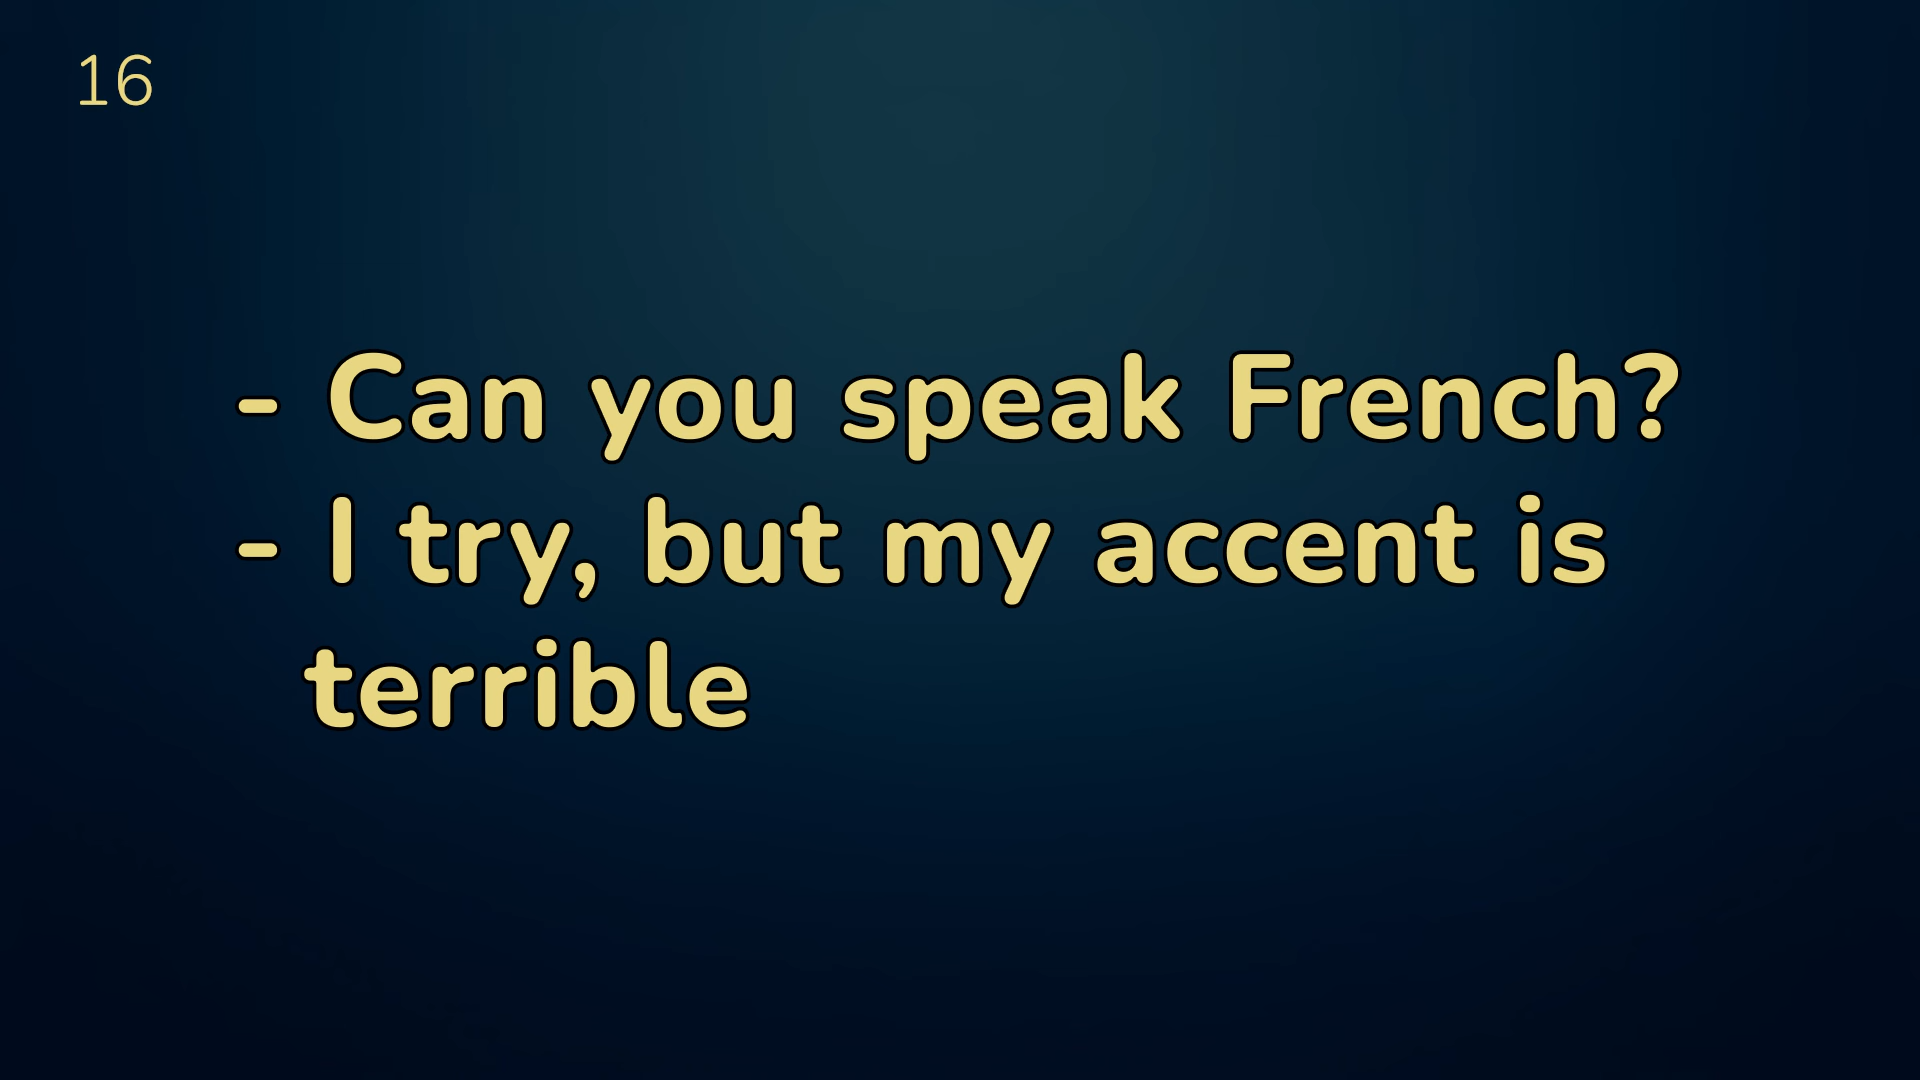 16
- Can you speak French?
- I try, but my accent is
terrible